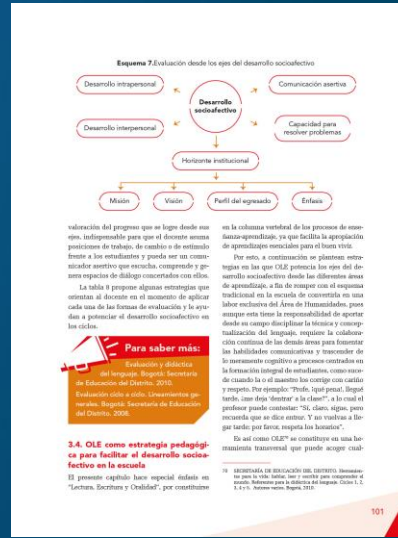 Esquema 7.Evaluación desde los ejes del desarrollo socioafectivo
Desarrollo intrapersonal
Comunicación asertiva
Desarrollo
socioafectivo
Desarrollo interpersonal
Capacidad para
resolver problemas
Horizonte institucional
Misión
Visión
Perfil del egresado
Énfasis
valoración del progreso que se logre desde sus
ejes, indispensable para que el docente asuma
posiciones de trabajo, de cambio o de estímulo
frente a los estudiantes y pueda ser un comu-
nicador asertivo que escucha, comprende y ge-
nera espacios de diálogo concertados con ellos.
La tabla 8 propone algunas estrategias que
orientan al docente en el momento de aplicar
cada una de las formas de evaluación y le ayu-
dan a potenciar el desarrollo socioafectivo en
los ciclos.
Para saber más:
Evaluación y didáctica
del lenguaje. Bogotá: Secretaría
de Educación del Distrito. 2010.
Evaluación ciclo a ciclo. Lineamientos ge-
nerales. Bogotá: Secretaría de Educación
del Distrito. 2008.
3.4. OLE como estrategia pedagógi-
ca para facilitar el desarrollo socioa-
fectivo en la escuela
El presente capítulo hace especial énfasis en
"Lectura, Escritura y Oralidad", por constituirse
en la columna vertebral de los procesos de ense-
ñanza-aprendizaje, ya que facilita la apropiación
de aprendizajes esenciales para el buen vivir.
Por esto, a continuación se plantean estra-
tegias en las que OLE potencia los ejes del de-
sarrollo socioafectivo desde las diferentes áreas
de aprendizaje, a fin de romper con el esquema
tradicional en la escuela de convertirla en una
labor exclusiva del Área de Humanidades, pues
aunque esta tiene la responsabilidad de aportar
desde su campo disciplinar la técnica y concep-
tualización del lenguaje, requiere la colabora-
ción continua de las demás áreas para fomentar
las habilidades comunicativas y trascender de
lo meramente cognitivo a procesos centrados en
la formación integral de estudiantes, como suce-
de cuando la o el maestro los corrige con cariño
y respeto. Por ejemplo: "Profe, ¡qué pena!, llegué
tarde, ¿me deja 'dentrar' a la clase?", a lo cual el
profesor puede contestar: "Sí, claro, sigue, pero
recuerda que se dice entrar. Y no vuelvas a lle-
gar tarde; por favor, respeta los horarios".
Es así como OLE⁷⁸ se constituye en una he-
rramienta transversal que puede acoger cual-
78 SECRETARÍA DE EDUCACIÓN DEL DISTRITO. Herramien-
tas para la vida: hablar, leer y escribir para comprender el
mundo. Referentes para la didáctica del lenguaje. Ciclos 1, 2,
3, 4 y 5. Autores varios. Bogotá, 2010.
101